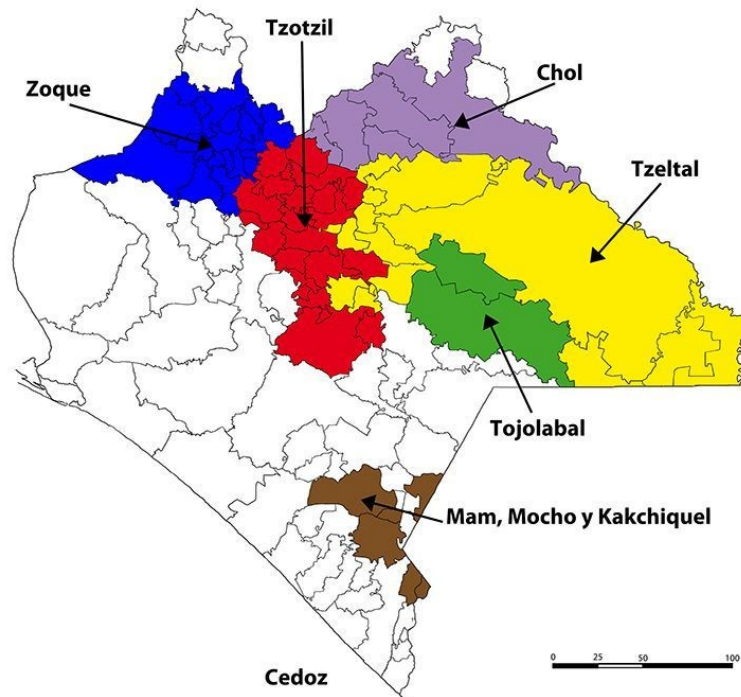 Tzotzil
Chol
Zoque
Tzeltal
Tojolabal
Mam, Mocho y Kakchiquel
Cedoz
0 25 50 100